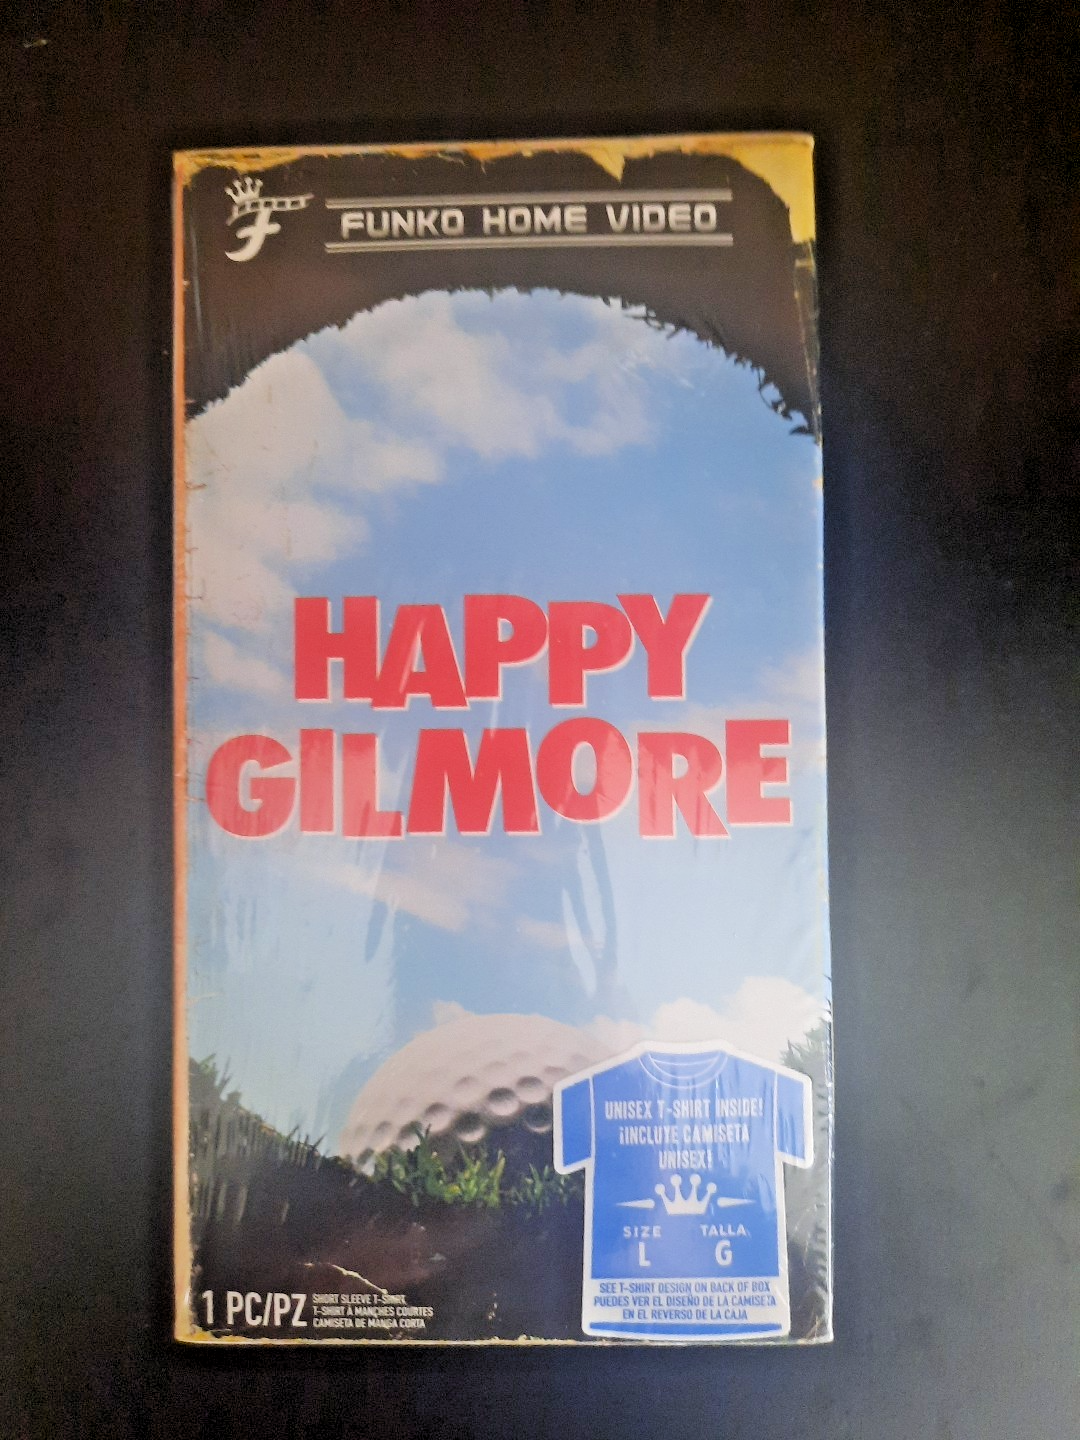 FUNKO HOME VIDEO
HAPPY
GILMORE
UNISEX T-SHIRT INSIDE!
¡INCLUYE CAMISETA
UNISEX!
SIZE TALLA
L G
SEE T-SHIRT DESIGN ON BACK OF BOX
PUEDES VER EL DISEÑO DE LA CAMISETA
EN EL REVERSO DE LA CAJA
1 PC/PZ
SHORT SLEEVE T-SHIRT
T-SHIRT À MANCHES COURTES
CAMISETA DE MANGA CORTA